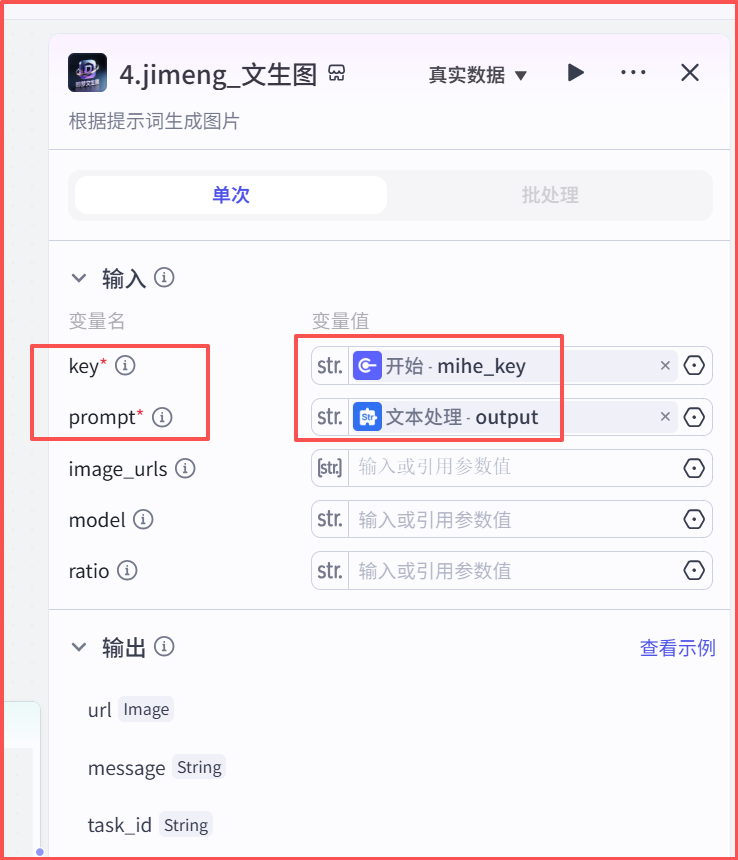 4.jimeng_文生图 真实数据
根据提示词生成图片
单次 批处理
输入
变量名 变量值
key* str. 开始 - mihe_key
prompt* str. Str 文本处理 - output
image_urls [str.] 输入或引用参数值
model str. 输入或引用参数值
ratio str. 输入或引用参数值
输出 查看示例
url Image
message String
task_id String